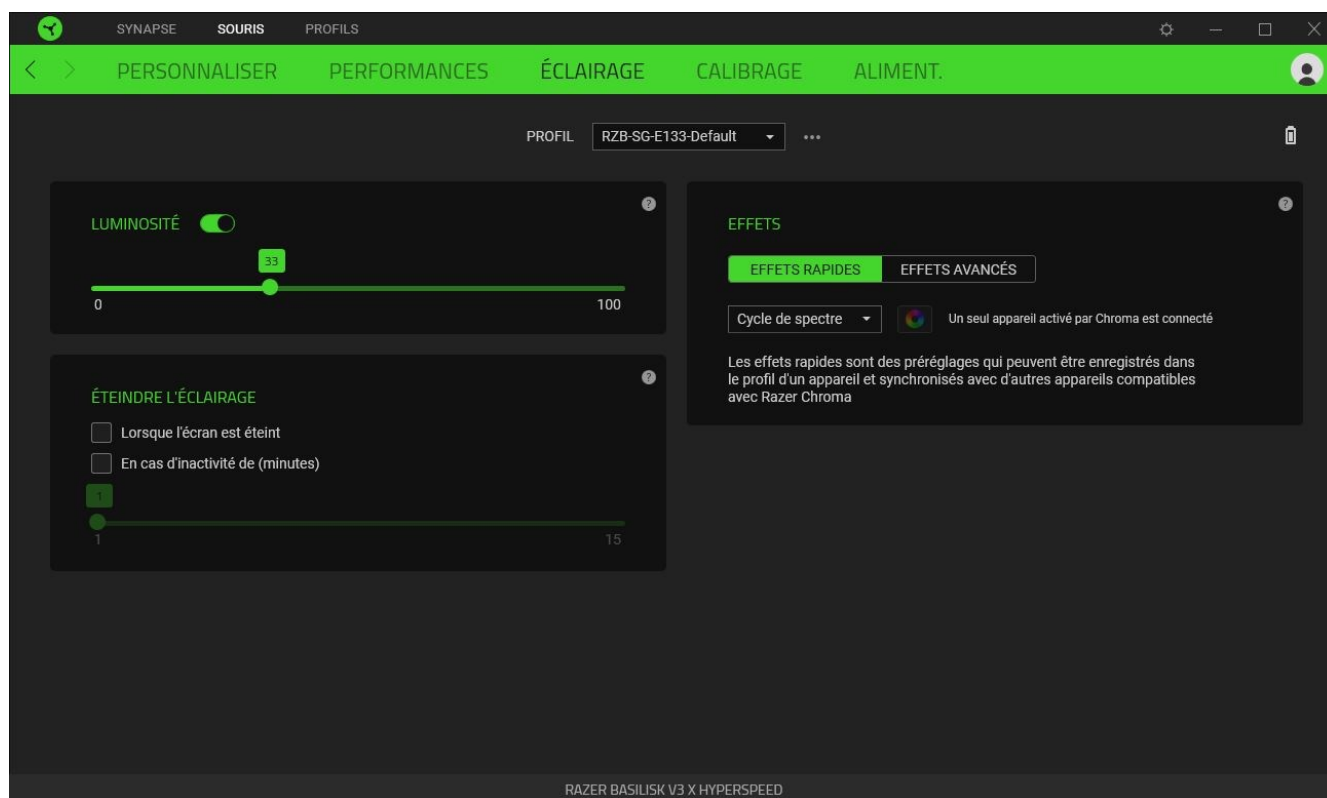 SYNAPSE SOURIS PROFILS
PERSONNALISER PERFORMANCES ÉCLAIRAGE CALIBRAGE ALIMENT.
PROFIL RZB-SG-E133-Default
LUMINOSITÉ
33
0 100
ÉTEINDRE L'ÉCLAIRAGE
Lorsque l'écran est éteint
En cas d'inactivité de (minutes)
1
1 15
EFFETS
EFFETS RAPIDES EFFETS AVANCÉS
Cycle de spectre Un seul appareil activé par Chroma est connecté
Les effets rapides sont des préréglages qui peuvent être enregistrés dans
le profil d'un appareil et synchronisés avec d'autres appareils compatibles
avec Razer Chroma
RAZER BASILISK V3 X HYPERSPEED